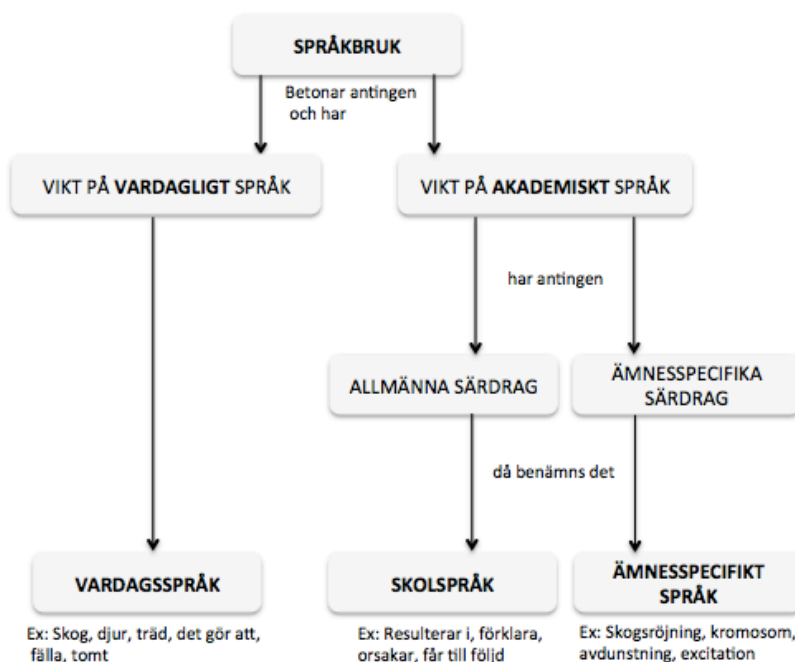 SPRÅKBRUK
Betonar antingen
och har
VIKT PÅ VARDAGLIGT SPRÅK
VIKT PÅ AKADEMISKT SPRÅK
har antingen
ALLMÄNNA SÄRDRAG
ÄMNESSPECIFIKA
SÄRDRAG
då benämns det
VARDAGSSPRÅK
SKOLSPRÅK
ÄMNESSPECIFIKT
SPRÅK
Ex: Skog, djur, träd, det gör att,
fälla, tomt
Ex: Resulterar i, förklara,
orsakar, får till följd
Ex: Skogsröjning, kromosom,
avdunstning, excitation